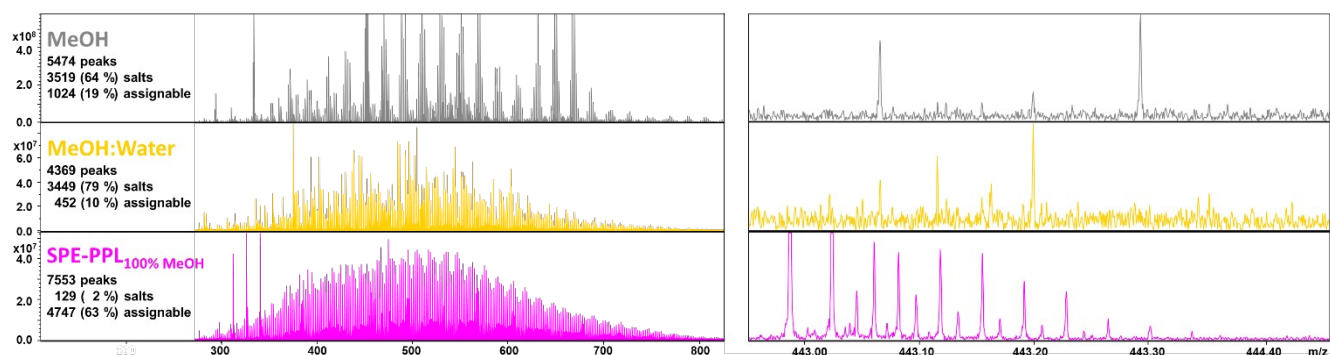 x10⁸
4.0
2.0
0.0
MeOH
5474 peaks
3519 (64 %) salts
1024 (19 %) assignable
x10⁷
6.0
4.0
2.0
0.0
MeOH:Water
4369 peaks
3449 (79 %) salts
452 (10 %) assignable
x10⁷
4.0
2.0
0.0
SPE-PPL100% MeOH
7553 peaks
129 ( 2 %) salts
4747 (63 %) assignable
300 400 500 600 700 800
443.00 443.10 443.20 443.30 444.40 m/z